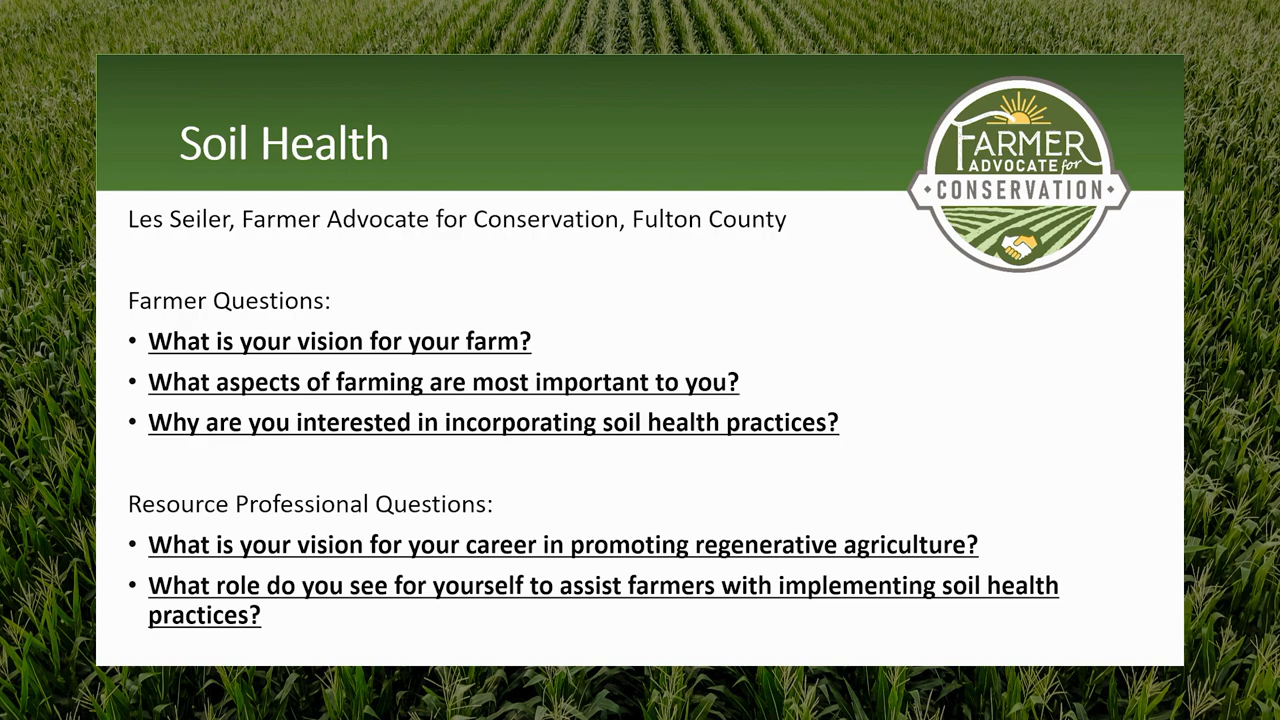 Soil Health
FARMER
ADVOCATE for
CONSERVATION
Les Seiler, Farmer Advocate for Conservation, Fulton County
Farmer Questions:
• What is your vision for your farm?
• What aspects of farming are most important to you?
• Why are you interested in incorporating soil health practices?
Resource Professional Questions:
• What is your vision for your career in promoting regenerative agriculture?
• What role do you see for yourself to assist farmers with implementing soil health
practices?